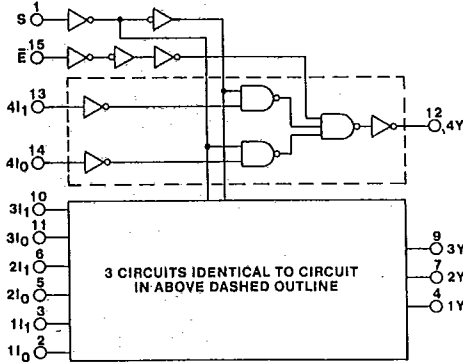 1
S
15
E̅
13
4I₁
12
4Y
14
4I₀
10
3I₁
11
3I₀
6
2I₁
5
2I₀
3
1I₁
2
1I₀
3 CIRCUITS IDENTICAL TO CIRCUIT
IN ABOVE DASHED OUTLINE
9
3Y
7
2Y
4
1Y